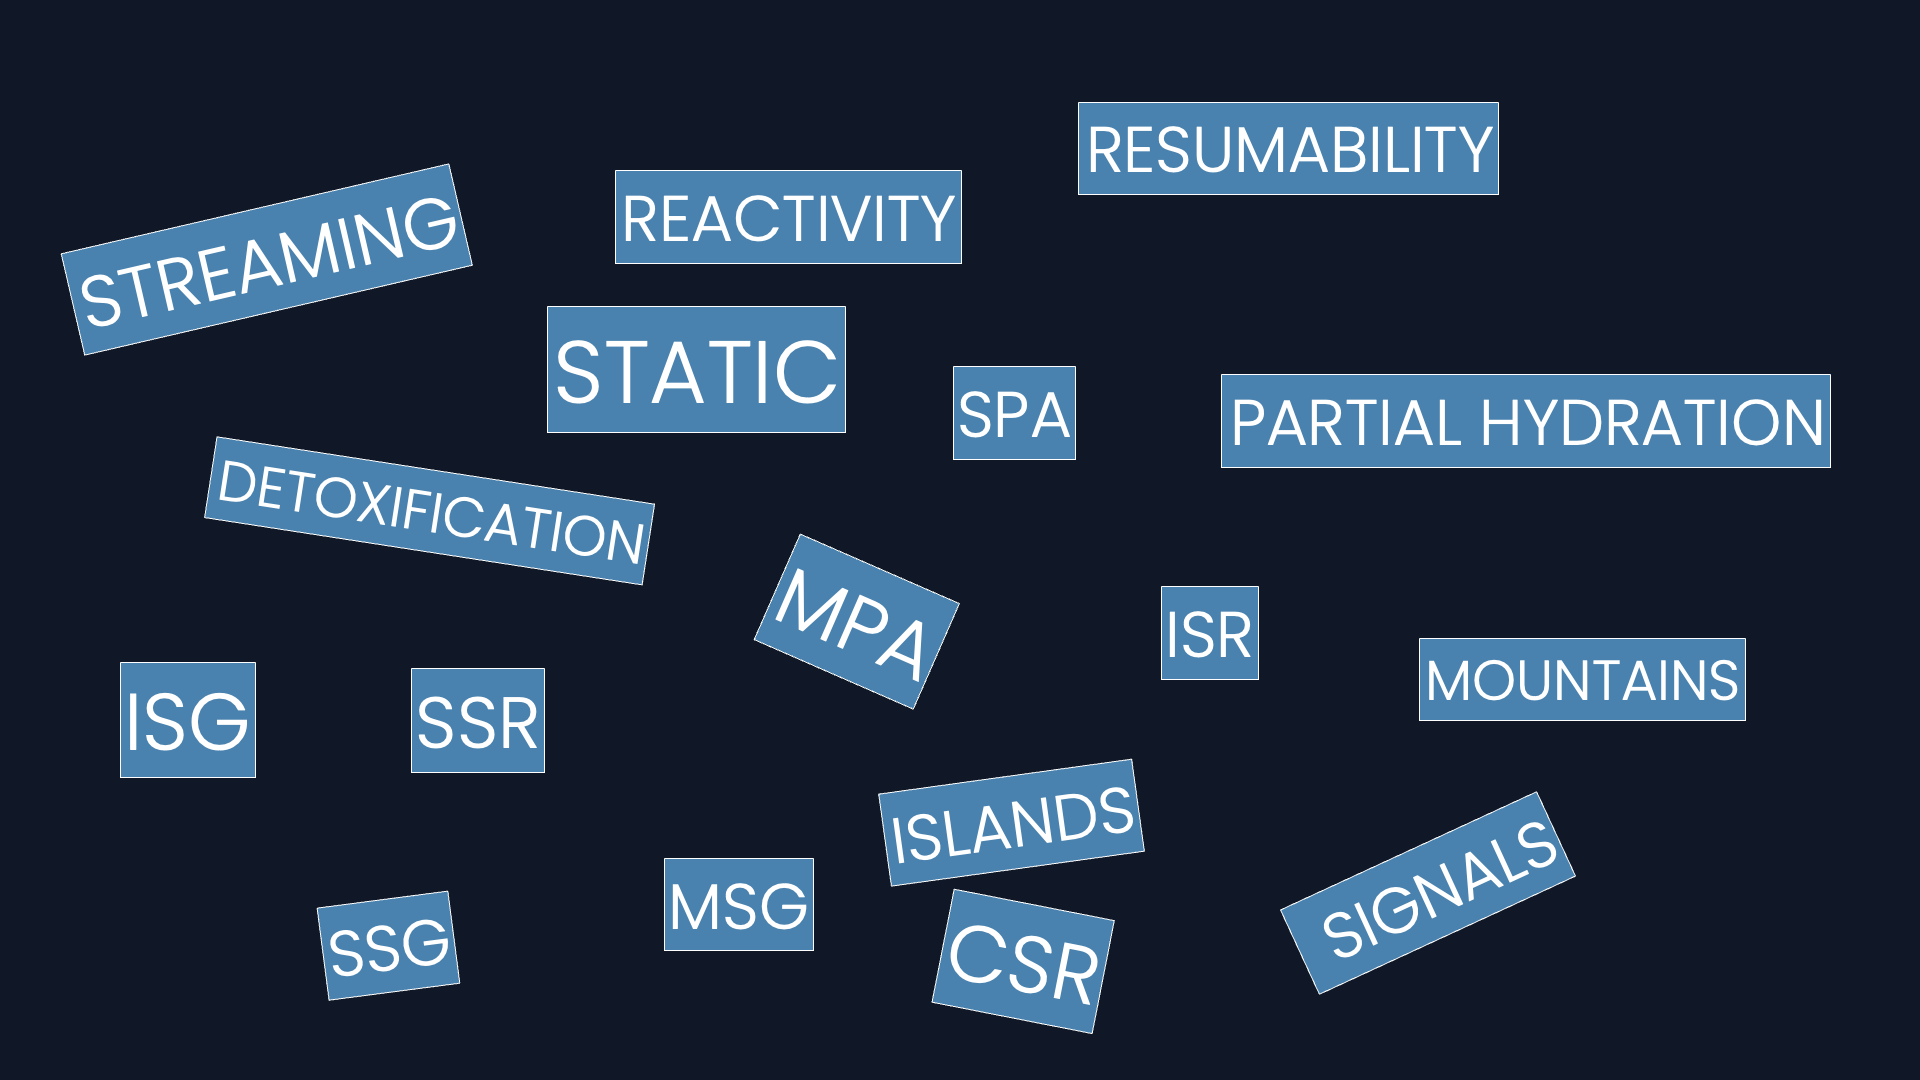 RESUMABILITY
STREAMING
REACTIVITY
STATIC
SPA
PARTIAL HYDRATION
DETOXIFICATION
MPA
ISR
MOUNTAINS
ISG
SSR
ISLANDS
SIGNALS
MSG
SSG
CSR